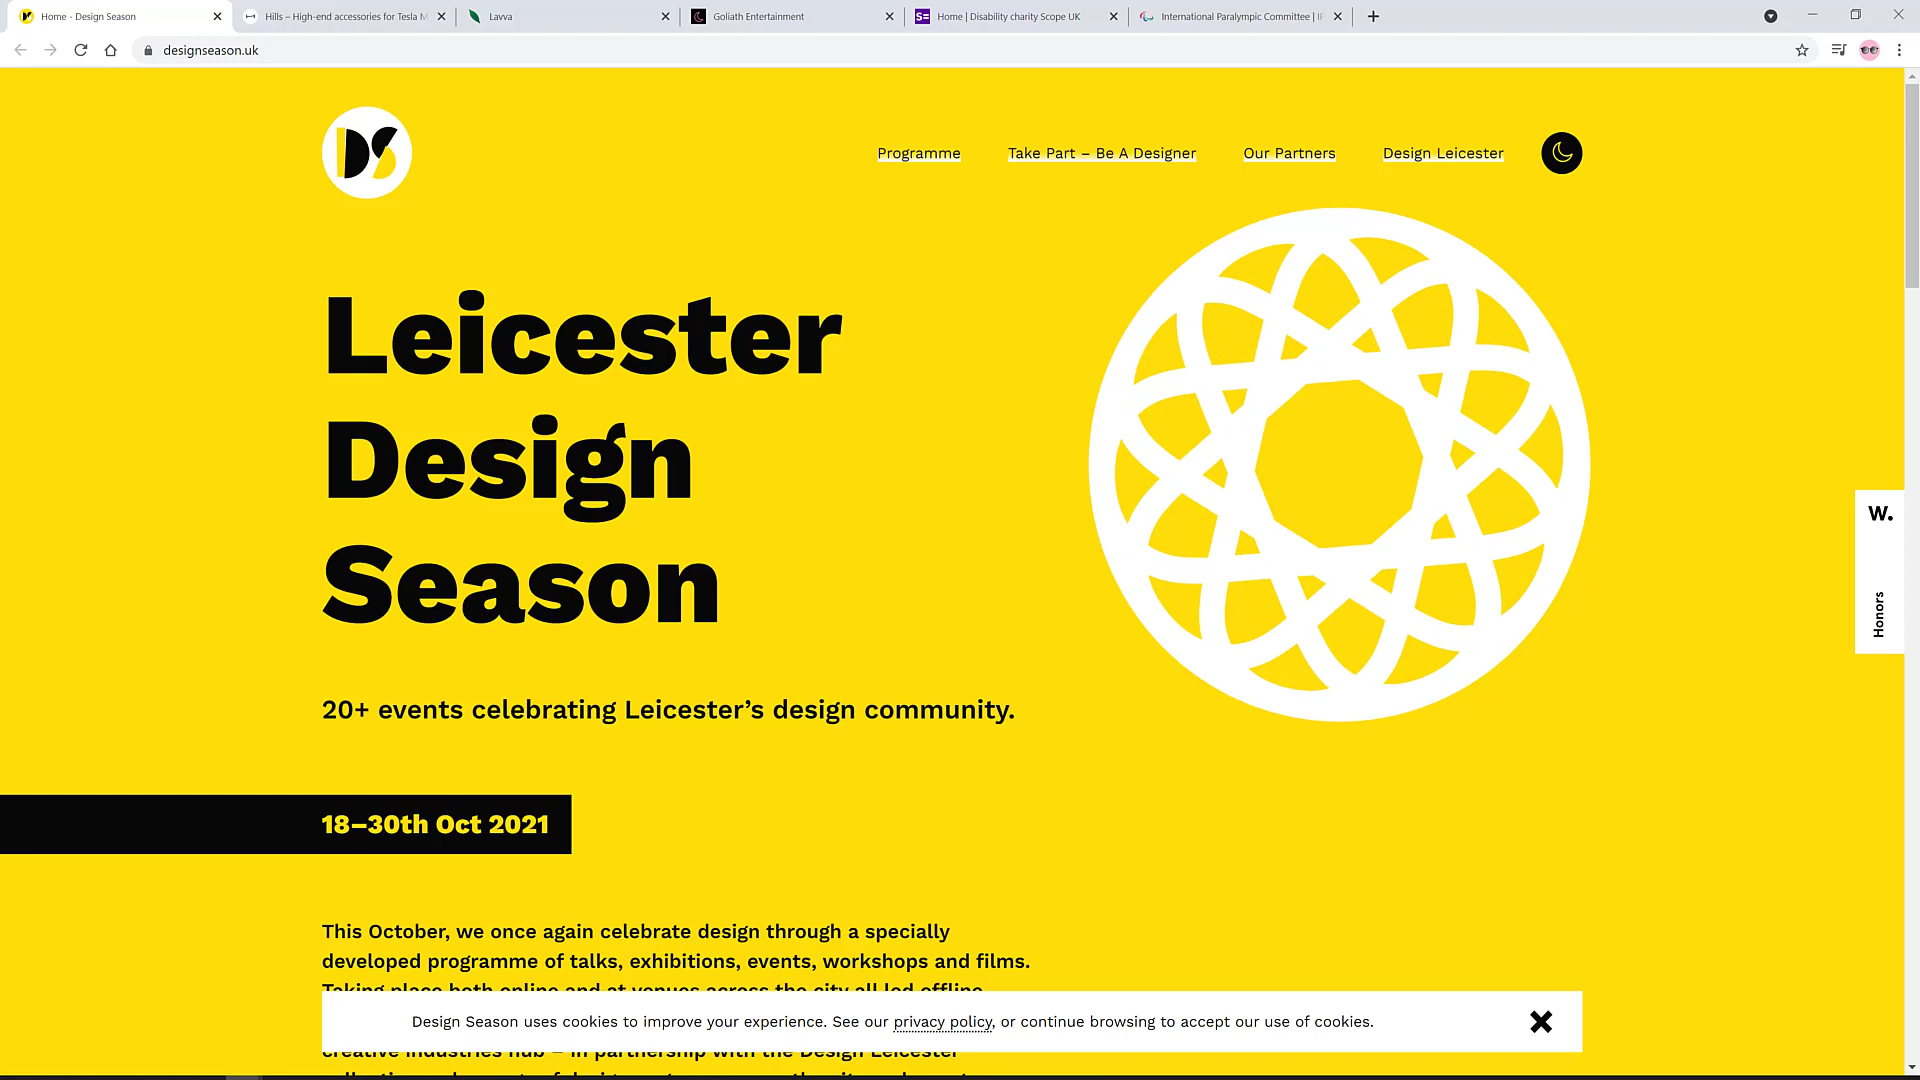 Home - Design Season
Hills – High-end accessories for Tesla M
Lavva
Goliath Entertainment
Home | Disability charity Scope UK
International Paralympic Committee | IP
designseason.uk
DS
Programme
Take Part – Be A Designer
Our Partners
Design Leicester
Leicester
Design
Season
W.
Honors
20+ events celebrating Leicester’s design community.
18–30th Oct 2021
This October, we once again celebrate design through a specially
developed programme of talks, exhibitions, events, workshops and films.
Taking place both online and at venues across the city all led offline
Design Season uses cookies to improve your experience. See our privacy policy, or continue browsing to accept our use of cookies.
creative industries hub – in partnership with the Design Leicester